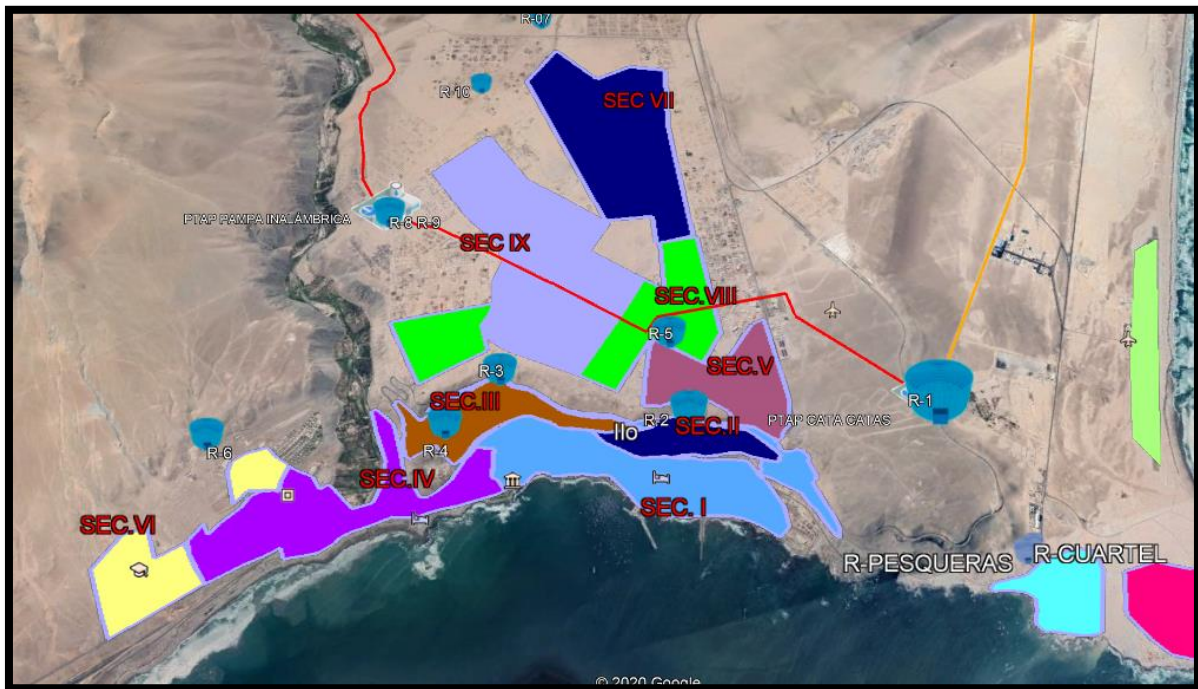 R-07
R-10
SEC VII
PTAP PAMPA INALÁMBRICA
R-8 R-9
SEC IX
SEC.VIII
R-5
R-3
SEC.V
R-1
SEC.III
R-2
SEC.II
PTAP CATA CATAS
Ilo
R-4
R-6
SEC.IV
SEC. I
SEC.VI
R-PESQUERAS
R-CUARTEL
© 2020 Google